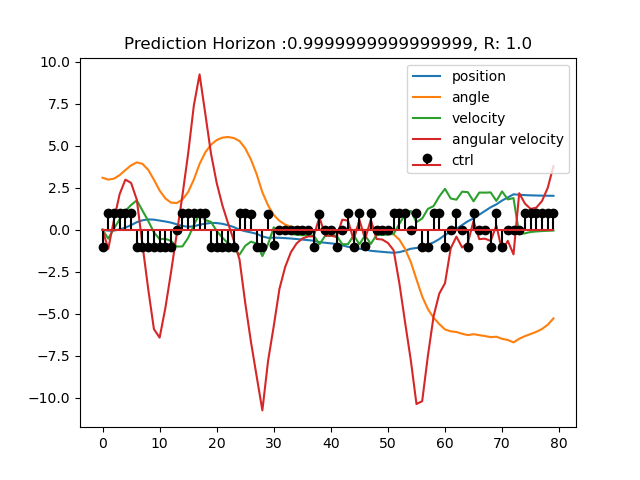 Prediction Horizon :0.9999999999999999, R: 1.0
position
angle
velocity
angular velocity
ctrl
10.0
7.5
5.0
2.5
0.0
−2.5
−5.0
−7.5
−10.0
0 10 20 30 40 50 60 70 80